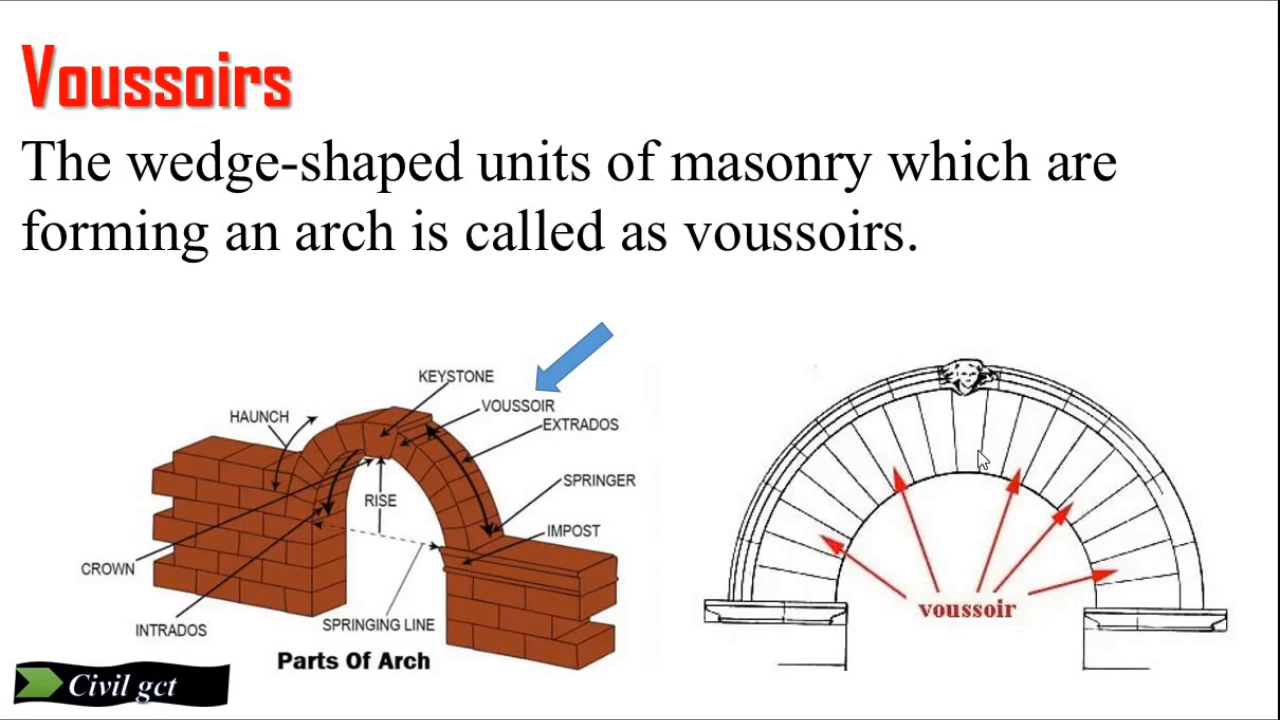 Voussoirs
The wedge-shaped units of masonry which are
forming an arch is called as voussoirs.
KEYSTONE
VOUSSOIR
HAUNCH
EXTRADOS
SPRINGER
RISE
IMPOST
CROWN
INTRADOS
SPRINGING LINE
Parts Of Arch
voussoir
Civil gct